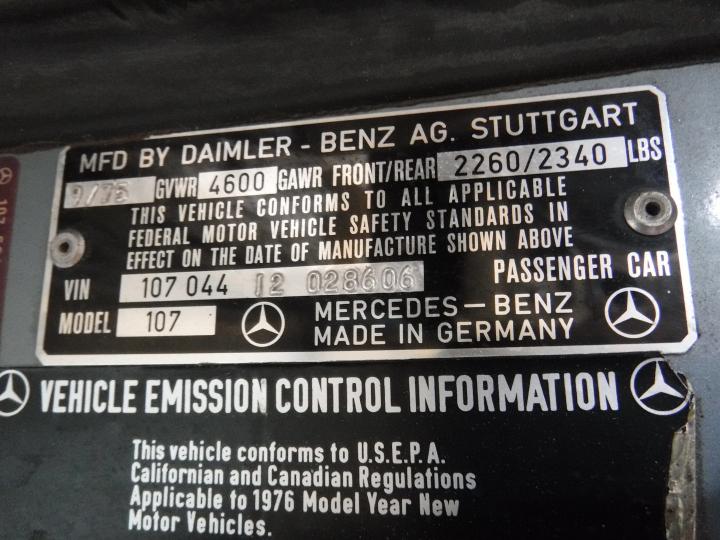 MFD BY DAIMLER - BENZ AG. STUTTGART
9/75 GVWR 4600 GAWR FRONT/REAR 2260/2340 LBS
THIS VEHICLE CONFORMS TO ALL APPLICABLE
FEDERAL MOTOR VEHICLE SAFETY STANDARDS IN
EFFECT ON THE DATE OF MANUFACTURE SHOWN ABOVE
VIN 107 044 12 028606 PASSENGER CAR
MODEL 107 MERCEDES-BENZ
MADE IN GERMANY
VEHICLE EMISSION CONTROL INFORMATION
This vehicle conforms to U.S.E.P.A.
Californian and Canadian Regulations
Applicable to 1976 Model Year New
Motor Vehicles.